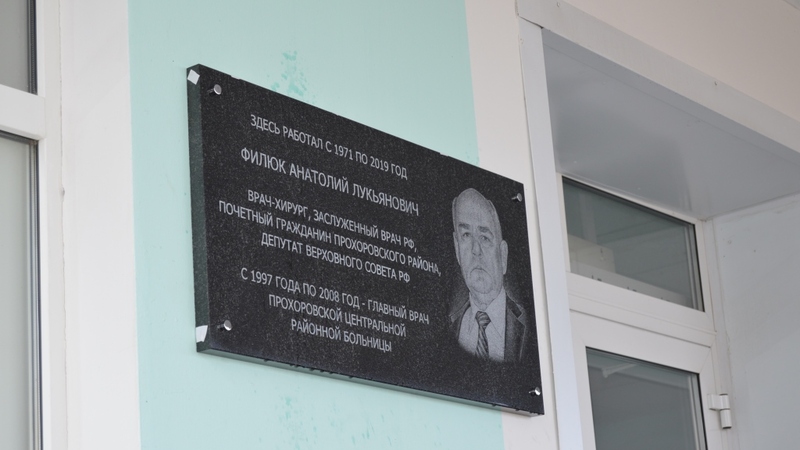 ЗДЕСЬ РАБОТАЛ С 1971 ПО 2019 ГОД
ФИЛЮК АНАТОЛИЙ ЛУКЬЯНОВИЧ
ВРАЧ-ХИРУРГ, ЗАСЛУЖЕННЫЙ ВРАЧ РФ,
ПОЧЕТНЫЙ ГРАЖДАНИН ПРОХОРОВСКОГО РАЙОНА,
ДЕПУТАТ ВЕРХОВНОГО СОВЕТА РФ
С 1997 ГОДА ПО 2008 ГОД - ГЛАВНЫЙ ВРАЧ
ПРОХОРОВСКОЙ ЦЕНТРАЛЬНОЙ
РАЙОННОЙ БОЛЬНИЦЫ